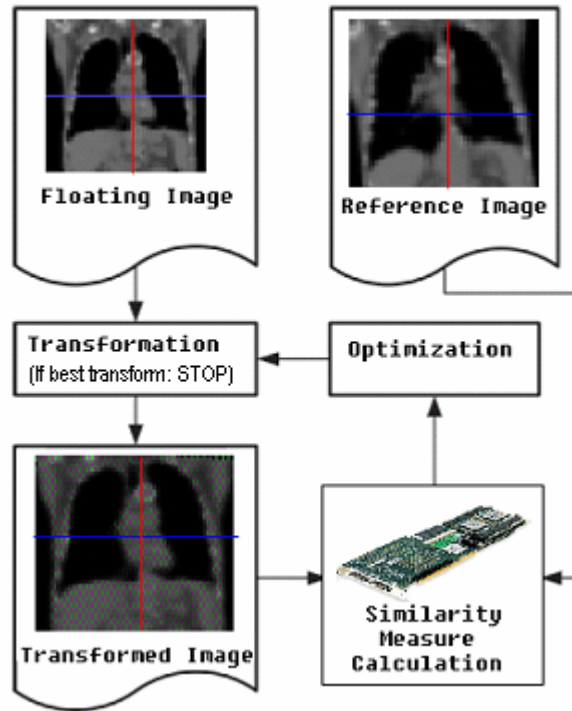 Floating Image
Reference Image
Transformation
(If best transform: STOP)
Optimization
Transformed Image
Similarity
Measure
Calculation